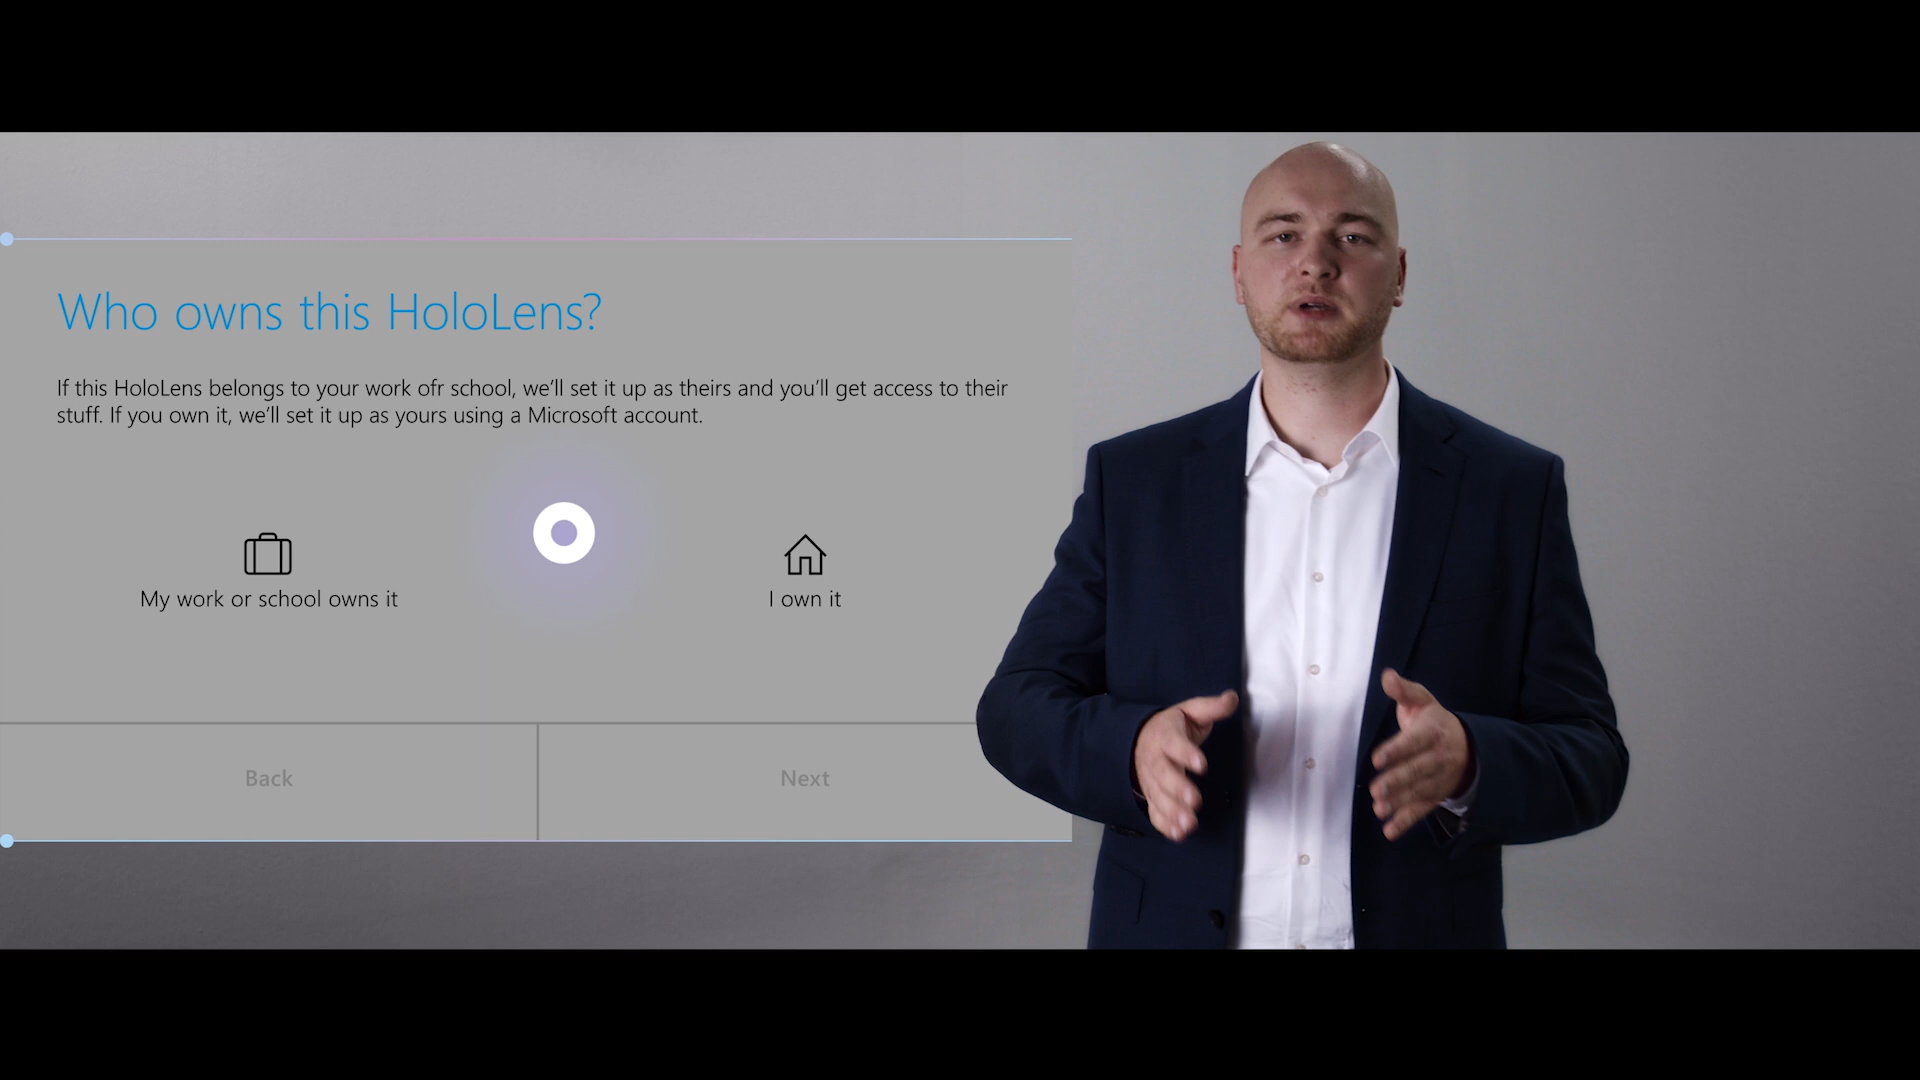 Who owns this HoloLens?
If this HoloLens belongs to your work ofr school, we'll set it up as theirs and you'll get access to their
stuff. If you own it, we'll set it up as yours using a Microsoft account.
My work or school owns it
I own it
Back
Next